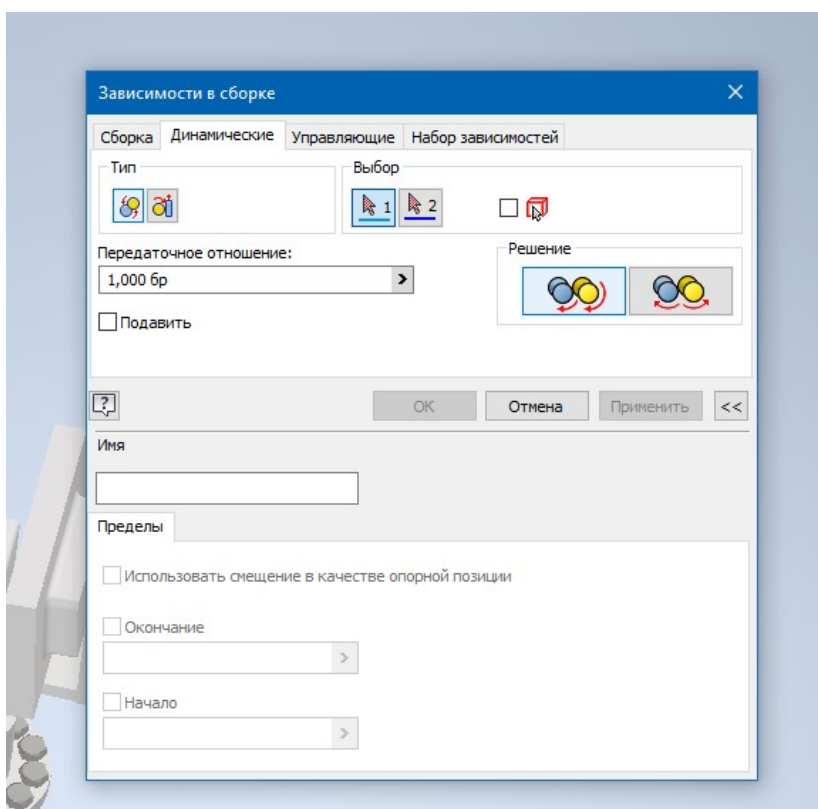 Зависимости в сборке
Сборка Динамические Управляющие Набор зависимостей
Тип Выбор
1 2
Передаточное отношение: Решение
1,000 бр
Подавить
ОК Отмена Применить <<
Имя
Пределы
Использовать смещение в качестве опорной позиции
Окончание
Начало